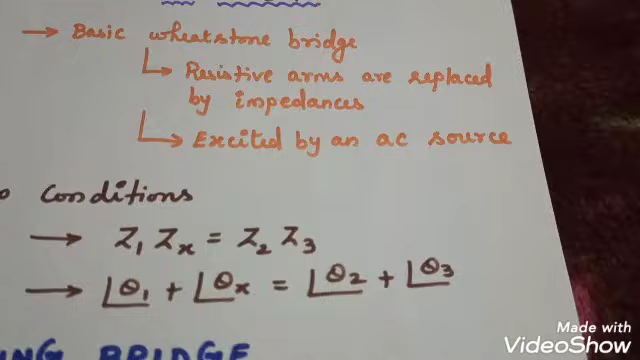 → Basic wheatstone bridge
↳ Resistive arms are replaced
by impedances
↳ Excited by an ac source
Conditions
→ Z₁ Zₓ = Z₂ Z₃
→ ∠θ₁ + ∠θₓ = ∠θ₂ + ∠θ₃
BRIDGE
Made with
VideoShow